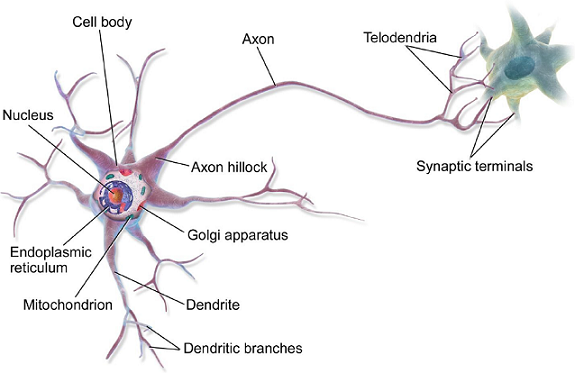 Cell body
Axon
Telodendria
Nucleus
Axon hillock
Synaptic terminals
Golgi apparatus
Endoplasmic
reticulum
Mitochondrion
Dendrite
Dendritic branches